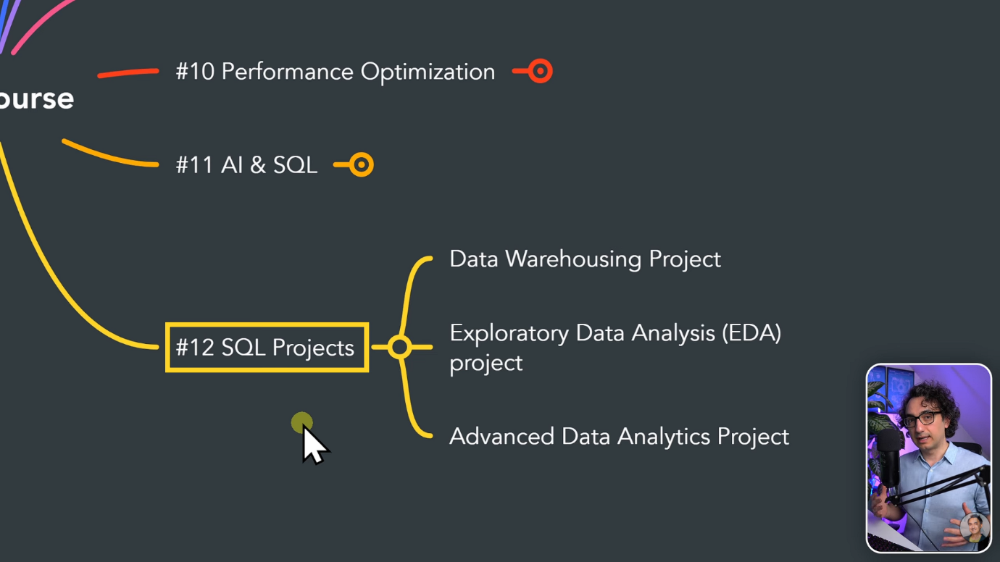 #10 Performance Optimization
ourse
#11 AI & SQL
Data Warehousing Project
#12 SQL Projects
Exploratory Data Analysis (EDA)
project
Advanced Data Analytics Project